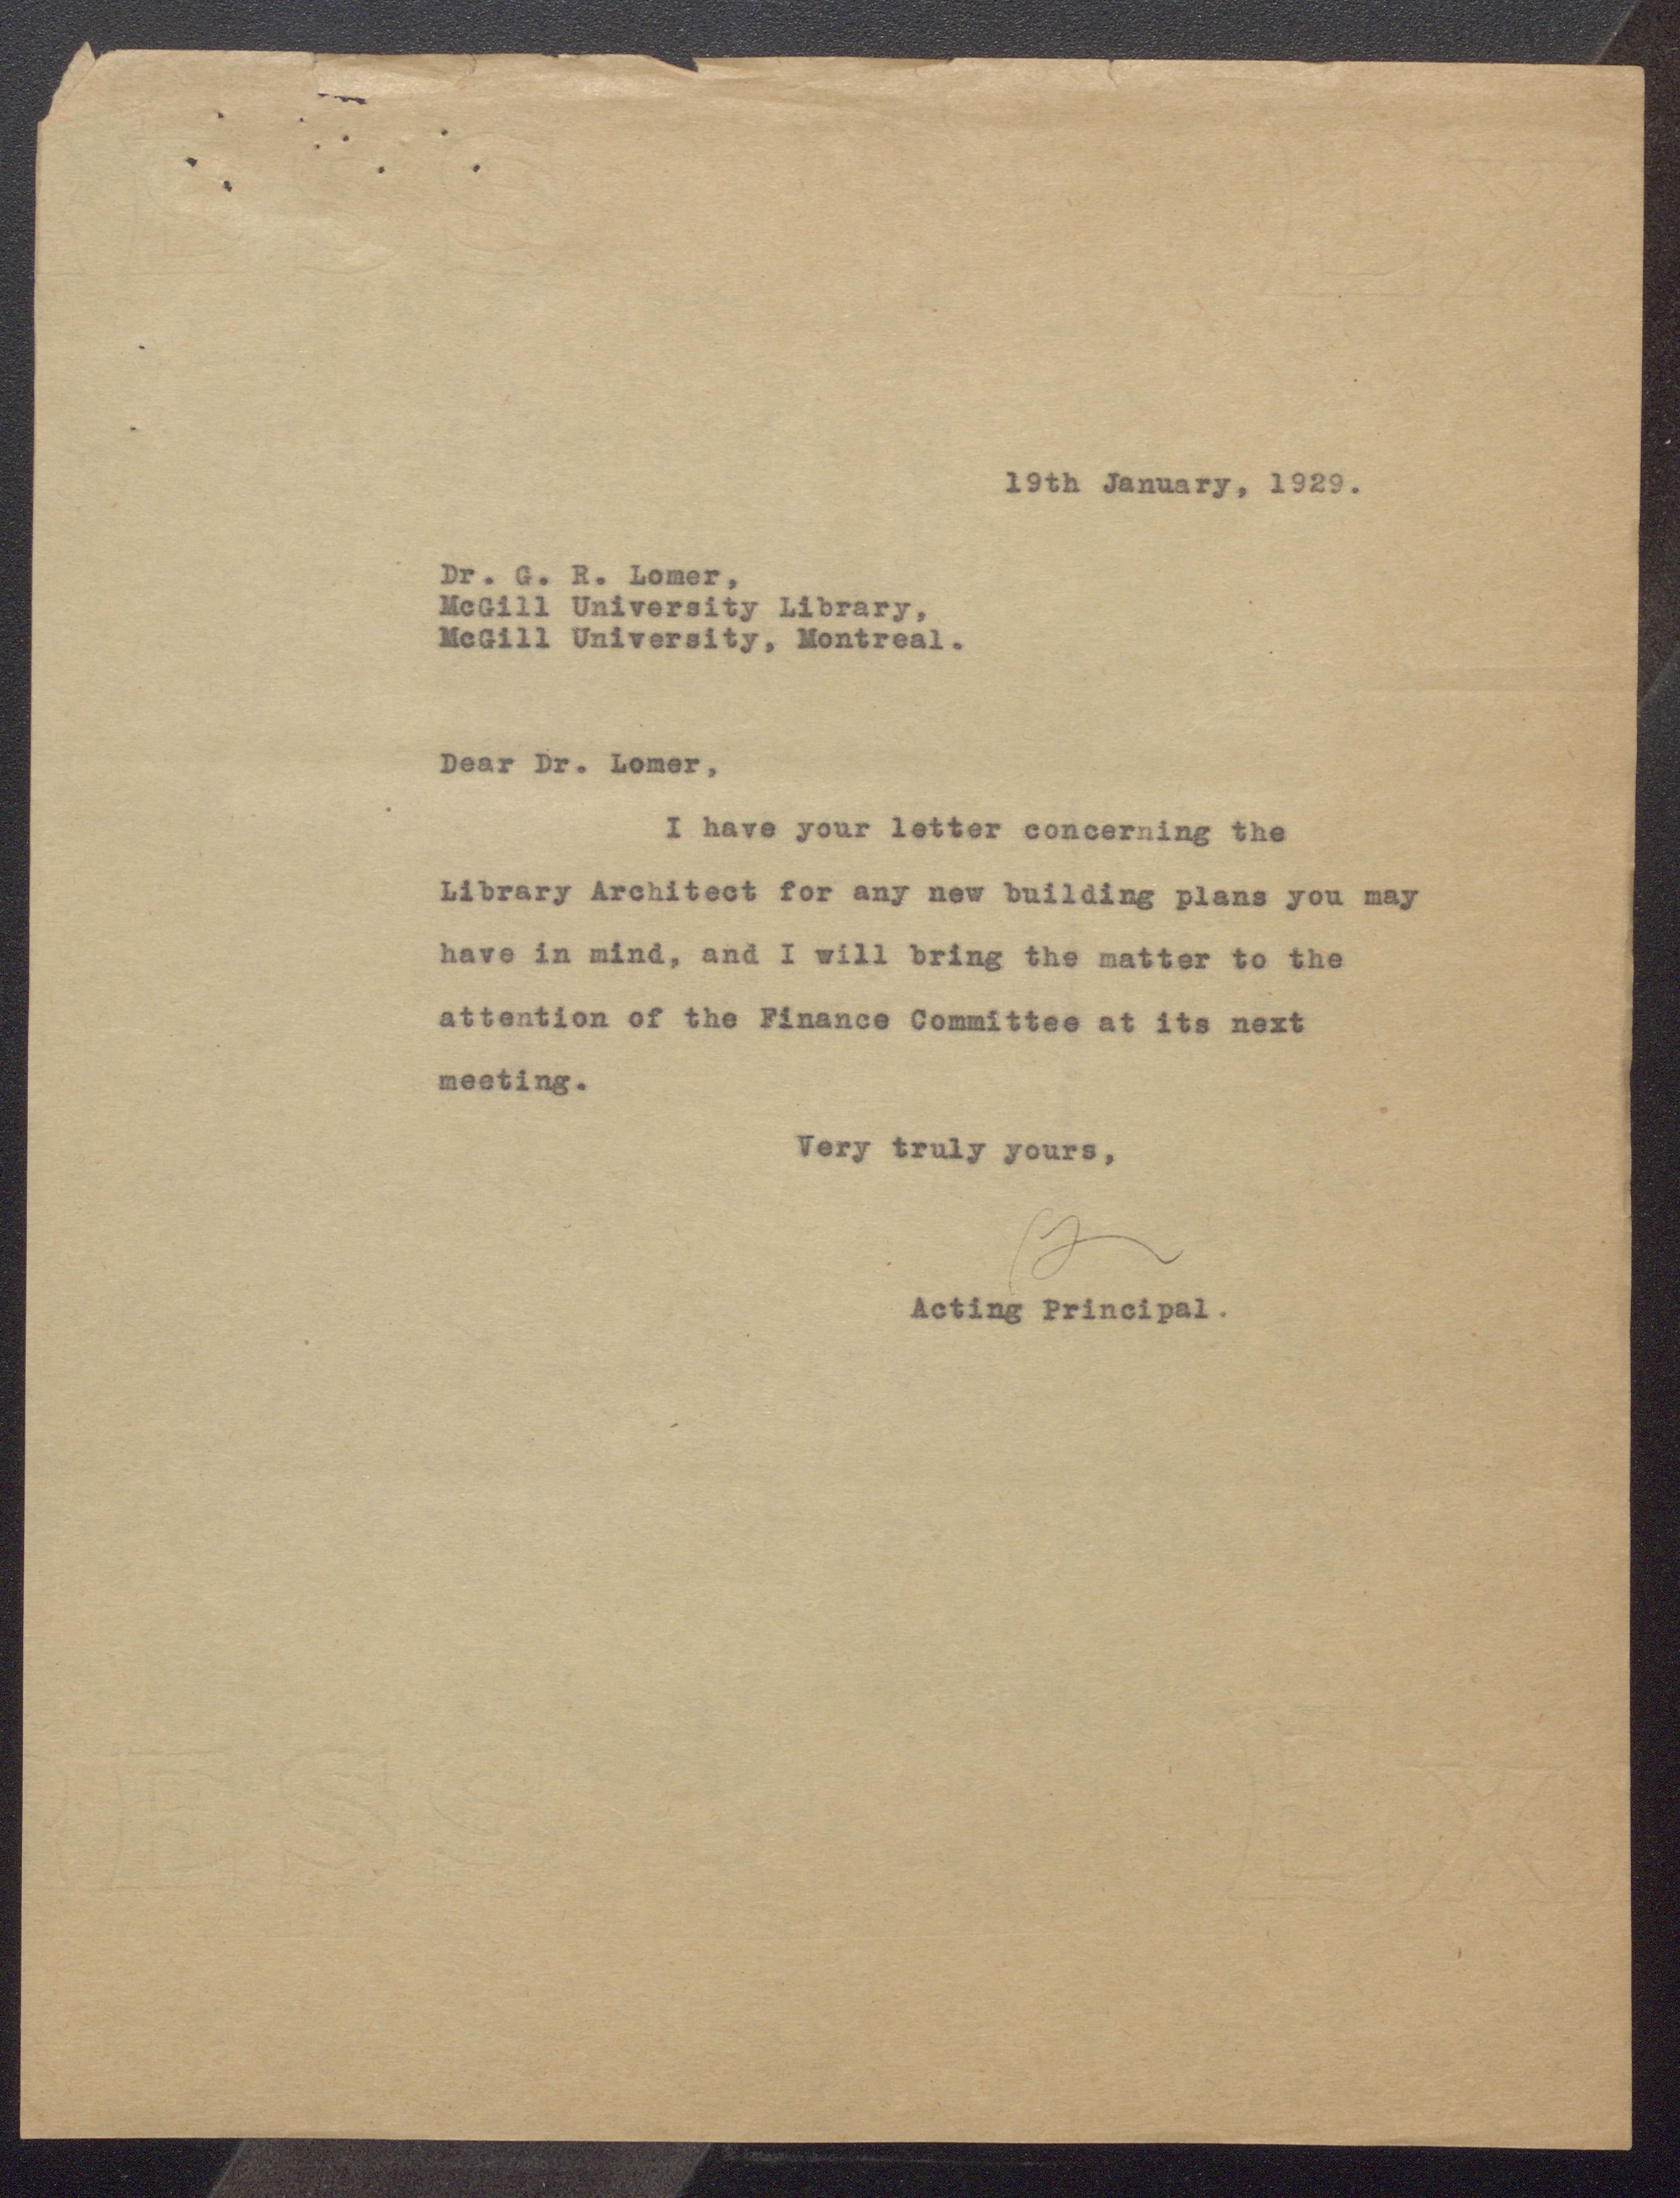 19th January, 1929.
Dr. G. R. Lomer,
McGill University Library,
McGill University, Montreal.
Dear Dr. Lomer,
I have your letter concerning the
Library Architect for any new building plans you may
have in mind, and I will bring the matter to the
attention of the Finance Committee at its next
meeting.
Very truly yours,
Acting Principal.